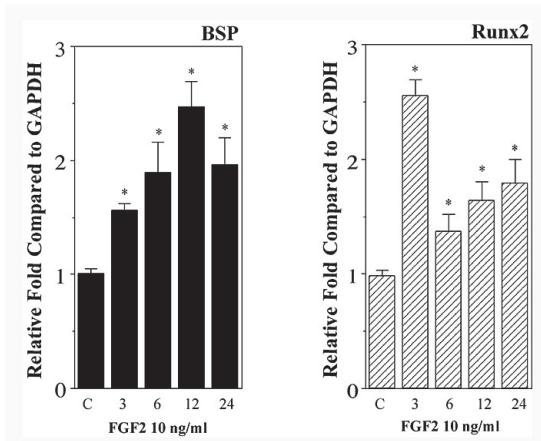 BSP
Relative Fold Compared to GAPDH
3
2
1
0
* * * *
C 3 6 12 24
FGF2 10 ng/ml
Runx2
Relative Fold Compared to GAPDH
3
2
1
0
* * * *
C 3 6 12 24
FGF2 10 ng/ml